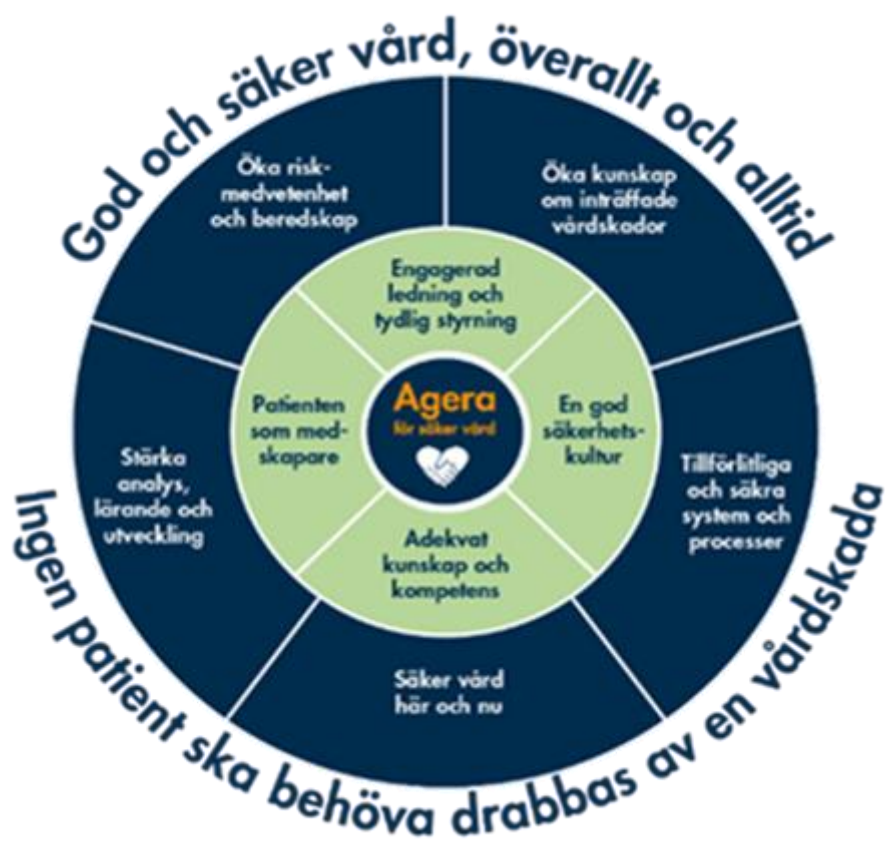 God och säker vård, överallt och alltid
Öka risk-
medvetenhet
och beredskap
Öka kunskap
om inträffade
vårdskador
Engagerad
ledning och
tydlig styrning
Patienten
som med-
skapare
Agera
för säker vård
En god
säkerhets-
kultur
Stärka
analys,
lärande och
utveckling
Tillförlitliga
och säkra
system och
processer
Adekvat
kunskap och
kompetens
Säker vård
här och nu
Ingen patient ska behöva drabbas av en vårdskada